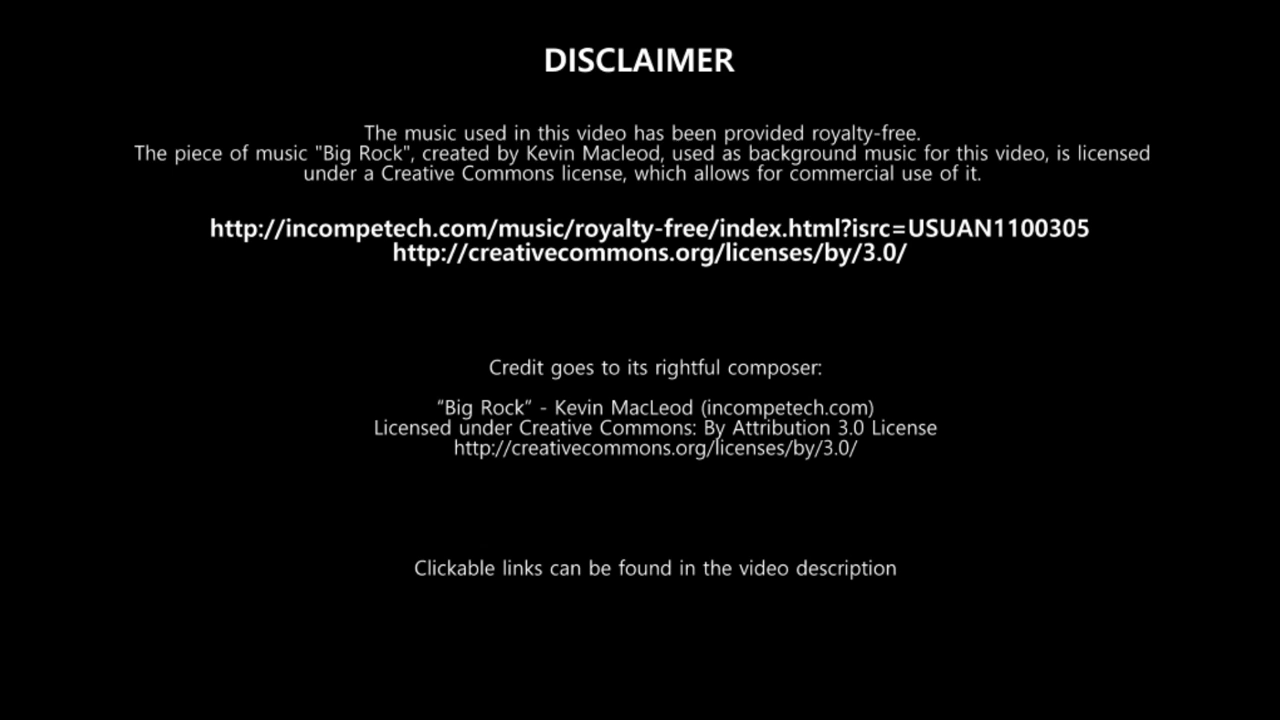 DISCLAIMER
The music used in this video has been provided royalty-free.
The piece of music "Big Rock", created by Kevin Macleod, used as background music for this video, is licensed
under a Creative Commons license, which allows for commercial use of it.
http://incompetech.com/music/royalty-free/index.html?isrc=USUAN1100305
http://creativecommons.org/licenses/by/3.0/
Credit goes to its rightful composer:
“Big Rock” - Kevin MacLeod (incompetech.com)
Licensed under Creative Commons: By Attribution 3.0 License
http://creativecommons.org/licenses/by/3.0/
Clickable links can be found in the video description